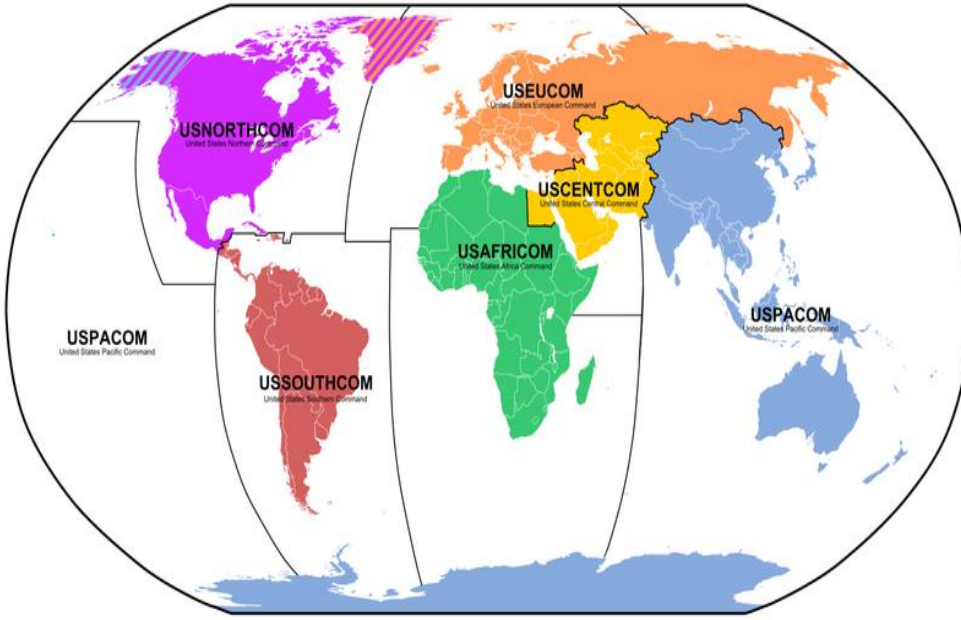 USEUCOM
United States European Command
USNORTHCOM
United States Northern Command
USCENTCOM
United States Central Command
USAFRICOM
United States Africa Command
USPACOM
United States Pacific Command
USPACOM
United States Pacific Command
USSOUTHCOM
United States Southern Command